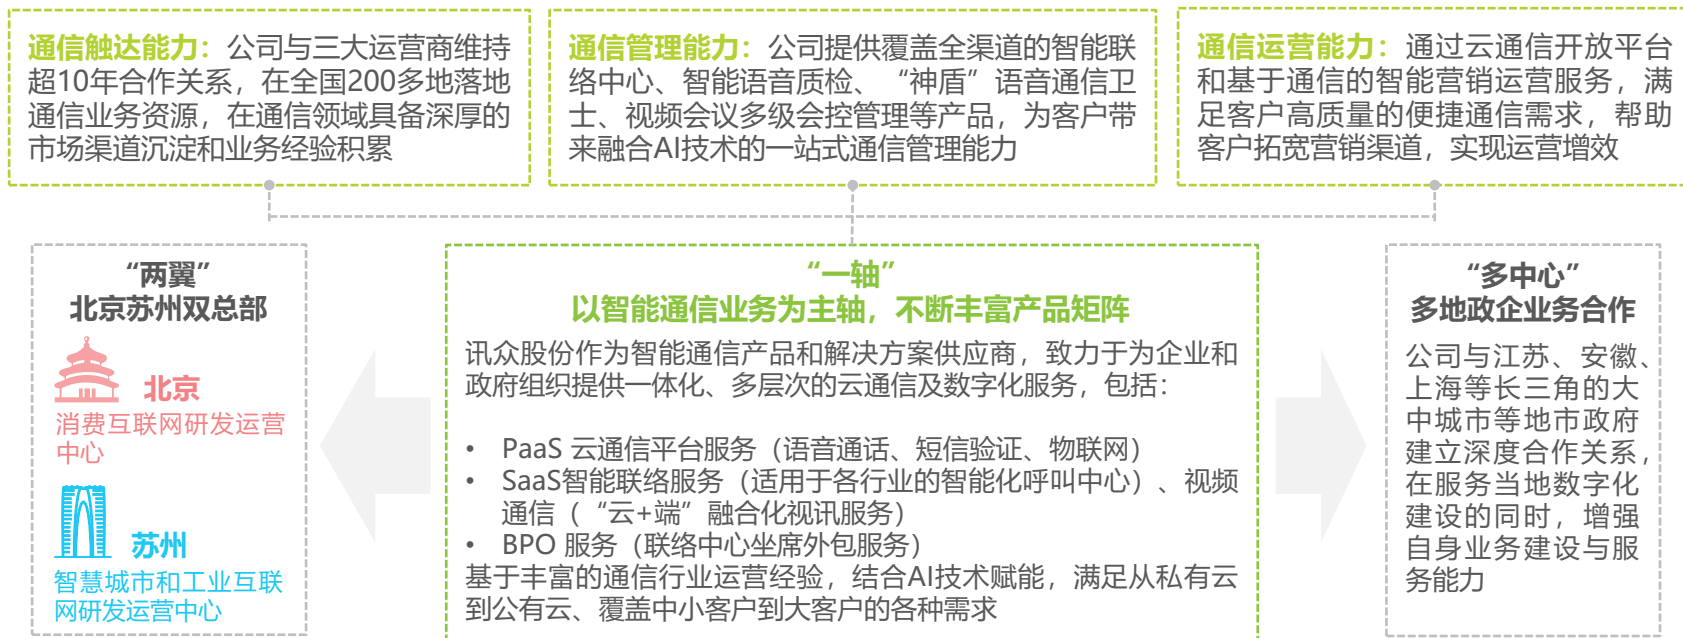 通信触达能力：公司与三大运营商维持
超10年合作关系，在全国200多地落地
通信业务资源，在通信领域具备深厚的
市场渠道沉淀和业务经验积累
通信管理能力：公司提供覆盖全渠道的智能联
络中心、智能语音质检、“神盾”语音通信卫
士、视频会议多级会控管理等产品，为客户带
来融合AI技术的一站式通信管理能力
通信运营能力：通过云通信开放平台
和基于通信的智能营销运营服务，满
足客户高质量的便捷通信需求，帮助
客户拓宽营销渠道，实现运营增效
“两翼”
北京苏州双总部
北京
消费互联网研发运营
中心
苏州
智慧城市和工业互联
网研发运营中心
“一轴”
以智能通信业务为主轴，不断丰富产品矩阵
讯众股份作为智能通信产品和解决方案供应商，致力于为企业和
政府组织提供一体化、多层次的云通信及数字化服务，包括：
• PaaS 云通信平台服务（语音通话、短信验证、物联网）
• SaaS智能联络服务（适用于各行业的智能化呼叫中心）、视频
通信（“云+端”融合化视讯服务）
• BPO 服务（联络中心坐席外包服务）
基于丰富的通信行业运营经验，结合AI技术赋能，满足从私有云
到公有云、覆盖中小客户到大客户的各种需求
“多中心”
多地政企业务合作
公司与江苏、安徽、
上海等长三角的大
中城市等地市政府
建立深度合作关系，
在服务当地数字化
建设的同时，增强
自身业务建设与服
务能力